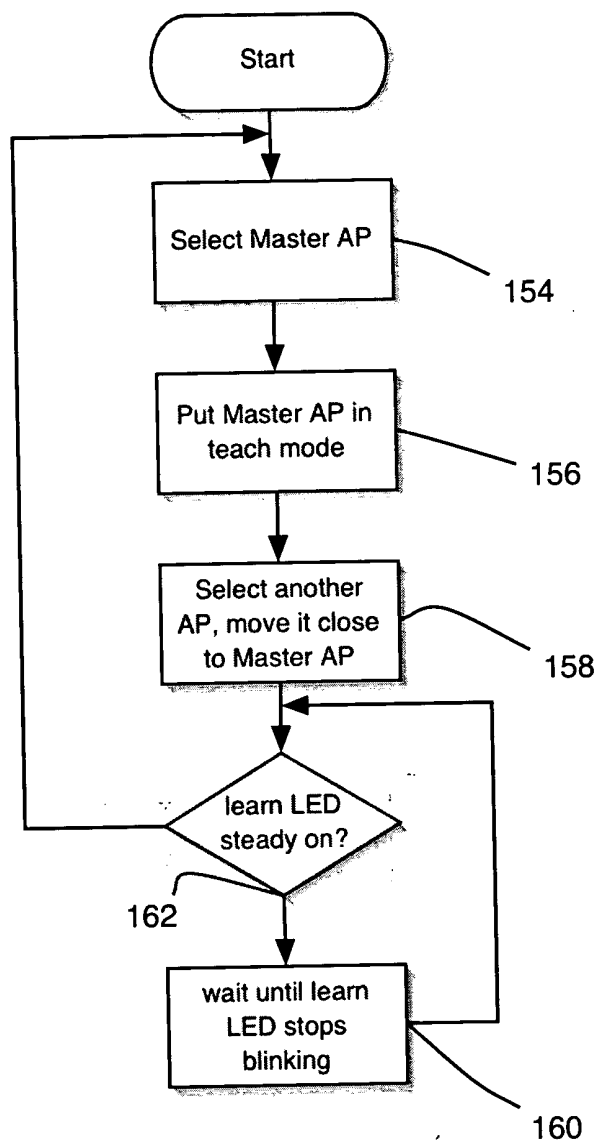 Start
Select Master AP
154
Put Master AP in
teach mode
156
Select another
AP, move it close
to Master AP
158
learn LED
steady on?
162
wait until learn
LED stops
blinking
160